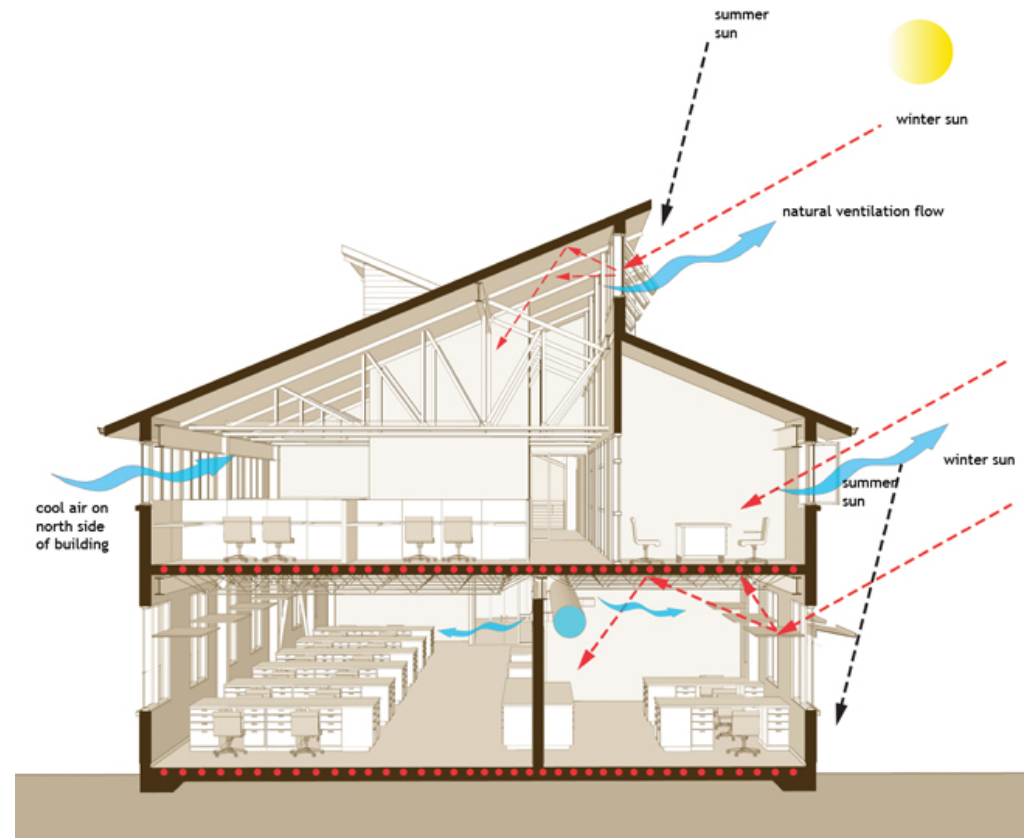 summer
sun
winter sun
natural ventilation flow
winter sun
summer
sun
cool air on
north side
of building